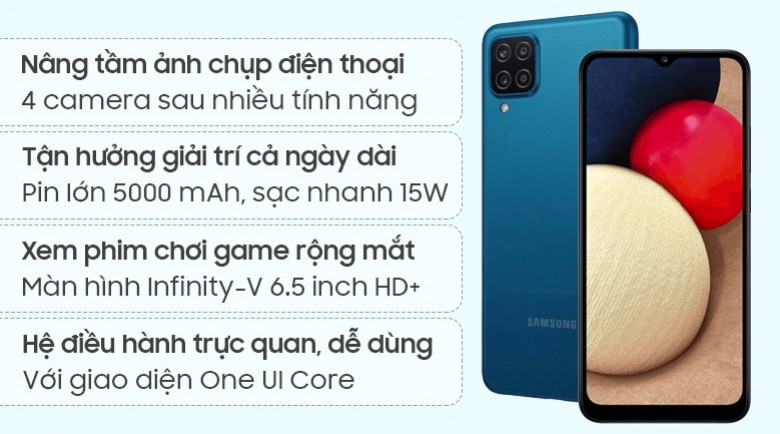 Nâng tầm ảnh chụp điện thoại
4 camera sau nhiều tính năng
Tận hưởng giải trí cả ngày dài
Pin lớn 5000 mAh, sạc nhanh 15W
Xem phim chơi game rộng mắt
Màn hình Infinity-V 6.5 inch HD+
Hệ điều hành trực quan, dễ dùng
Với giao diện One UI Core
SAMSUNG